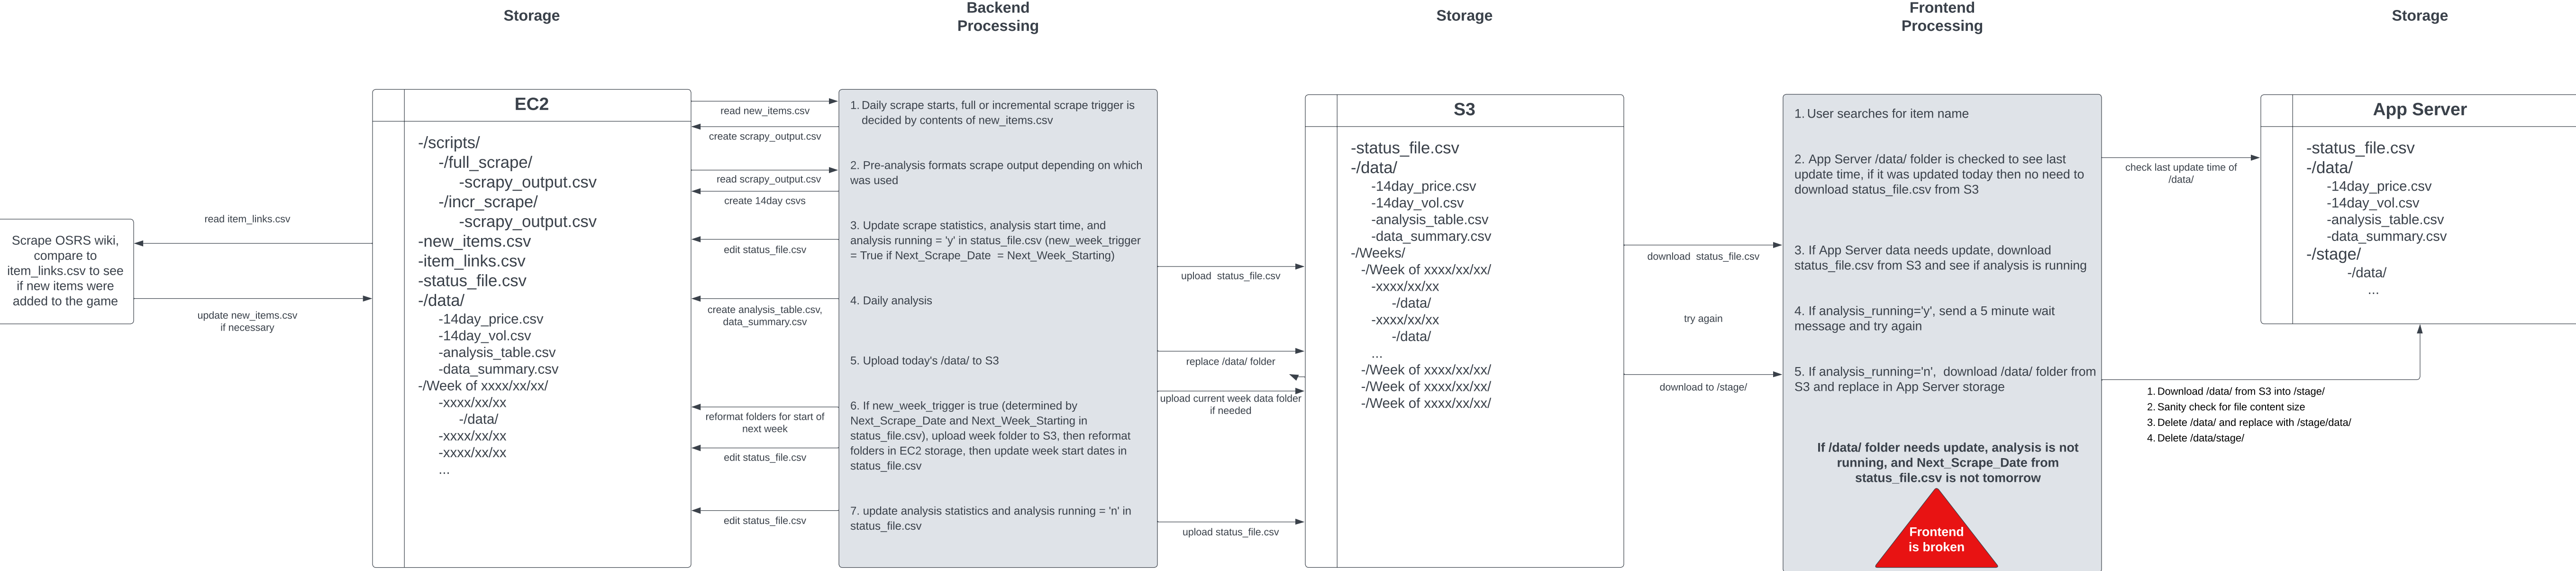 Storage
Backend
Processing
Storage
Frontend
Processing
Storage
Scrape OSRS wiki,
compare to
item_links.csv to see
if new items were
added to the game
read item_links.csv
update new_items.csv
if necessary
EC2
-/scripts/
-/full_scrape/
-scrapy_output.csv
-/incr_scrape/
-scrapy_output.csv
-new_items.csv
-item_links.csv
-status_file.csv
-/data/
-14day_price.csv
-14day_vol.csv
-analysis_table.csv
-data_summary.csv
-/Week of xxxx/xx/xx/
-xxxx/xx/xx
-/data/
-xxxx/xx/xx
-xxxx/xx/xx
...
read new_items.csv
create scrapy_output.csv
read scrapy_output.csv
create 14day csvs
edit status_file.csv
create analysis_table.csv,
data_summary.csv
reformat folders for start of
next week
edit status_file.csv
edit status_file.csv
1. Daily scrape starts, full or incremental scrape trigger is
decided by contents of new_items.csv
2. Pre-analysis formats scrape output depending on which
was used
3. Update scrape statistics, analysis start time, and
analysis running = 'y' in status_file.csv (new_week_trigger
= True if Next_Scrape_Date = Next_Week_Starting)
4. Daily analysis
5. Upload today's /data/ to S3
6. If new_week_trigger is true (determined by
Next_Scrape_Date and Next_Week_Starting in
status_file.csv), upload week folder to S3, then reformat
folders in EC2 storage, then update week start dates in
status_file.csv
7. update analysis statistics and analysis running = 'n' in
status_file.csv
upload status_file.csv
replace /data/ folder
upload current week data folder
if needed
upload status_file.csv
S3
-status_file.csv
-/data/
-14day_price.csv
-14day_vol.csv
-analysis_table.csv
-data_summary.csv
-/Weeks/
-/Week of xxxx/xx/xx/
-xxxx/xx/xx
-/data/
-xxxx/xx/xx
-/data/
...
-/Week of xxxx/xx/xx/
-/Week of xxxx/xx/xx/
-/Week of xxxx/xx/xx/
download status_file.csv
try again
download to /stage/
1. User searches for item name
2. App Server /data/ folder is checked to see last
update time, if it was updated today then no need to
download status_file.csv from S3
3. If App Server data needs update, download
status_file.csv from S3 and see if analysis is running
4. If analysis_running='y', send a 5 minute wait
message and try again
5. If analysis_running='n', download /data/ folder from
S3 and replace in App Server storage
If /data/ folder needs update, analysis is not
running, and Next_Scrape_Date from
status_file.csv is not tomorrow
Frontend
is broken
check last update time of
/data/
1. Download /data/ from S3 into /stage/
2. Sanity check for file content size
3. Delete /data/ and replace with /stage/data/
4. Delete /data/stage/
App Server
-status_file.csv
-/data/
-14day_price.csv
-14day_vol.csv
-analysis_table.csv
-data_summary.csv
-/stage/
-/data/
...